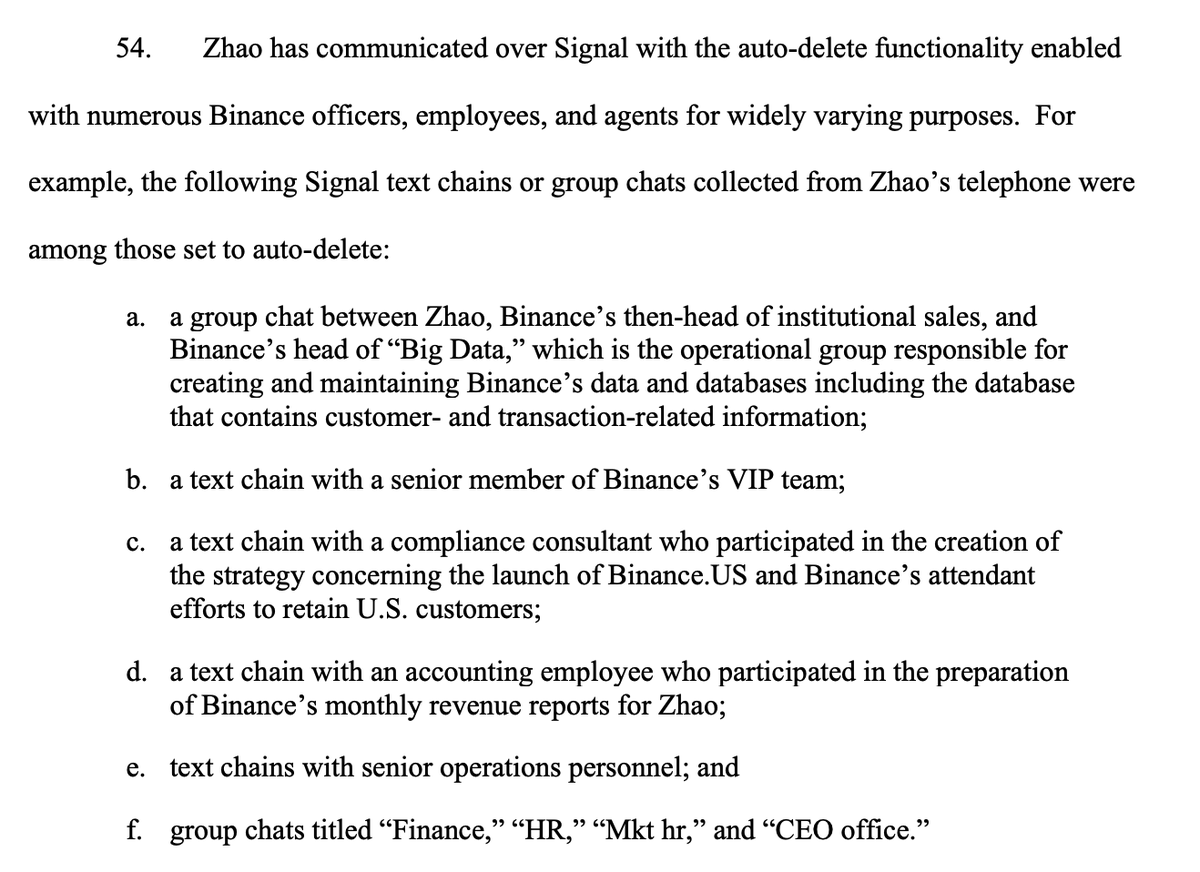 54. Zhao has communicated over Signal with the auto-delete functionality enabled
with numerous Binance officers, employees, and agents for widely varying purposes. For
example, the following Signal text chains or group chats collected from Zhao’s telephone were
among those set to auto-delete:
a. a group chat between Zhao, Binance’s then-head of institutional sales, and
Binance’s head of “Big Data,” which is the operational group responsible for
creating and maintaining Binance’s data and databases including the database
that contains customer- and transaction-related information;
b. a text chain with a senior member of Binance’s VIP team;
c. a text chain with a compliance consultant who participated in the creation of
the strategy concerning the launch of Binance.US and Binance’s attendant
efforts to retain U.S. customers;
d. a text chain with an accounting employee who participated in the preparation
of Binance’s monthly revenue reports for Zhao;
e. text chains with senior operations personnel; and
f. group chats titled “Finance,” “HR,” “Mkt hr,” and “CEO office.”